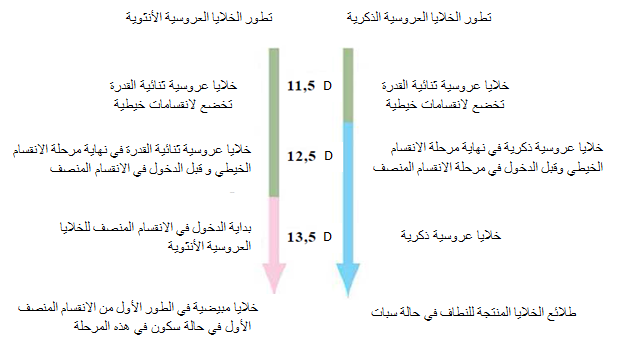 تطور الخلايا العروسية الذكرية
تطور الخلايا العروسية الأنثوية
خلايا عروسية ثنائية القدرة
تخضع لانقسامات خيطية
11,5 D
خلايا عروسية ثنائية القدرة
تخضع لانقسامات خيطية
خلايا عروسية ذكرية في نهاية مرحلة الانقسام
الخيطي وقبل الدخول في مرحلة الانقسام المنصف
12,5 D
خلايا عروسية ثنائية القدرة في نهاية مرحلة الانقسام
الخيطي و قبل الدخول في الانقسام المنصف
خلايا عروسية ذكرية
13,5 D
بداية الدخول في الانقسام المنصف للخلايا
العروسية الأنثوية
طلائع الخلايا المنتجة للنطاف في حالة سبات
خلايا مبيضية في الطور الأول من الانقسام المنصف
الأول في حالة سكون في هذه المرحلة